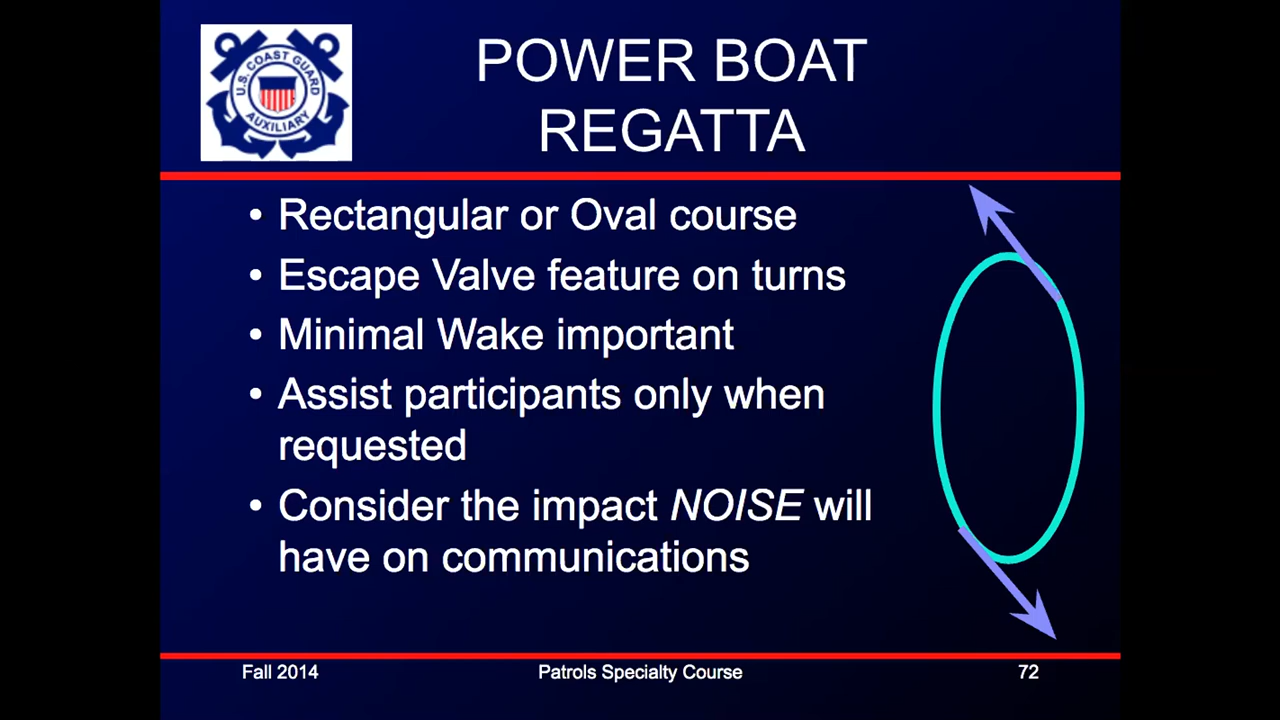 U.S. COAST GUARD
AUXILIARY
POWER BOAT
REGATTA
• Rectangular or Oval course
• Escape Valve feature on turns
• Minimal Wake important
• Assist participants only when
requested
• Consider the impact NOISE will
have on communications
Fall 2014
Patrols Specialty Course
72